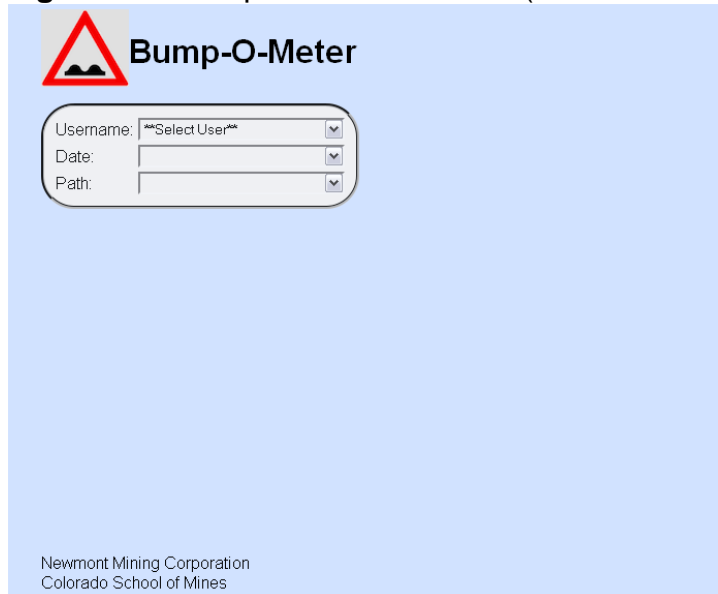 Bump-O-Meter
Username: **Select User**
Date:
Path:
Newmont Mining Corporation
Colorado School of Mines